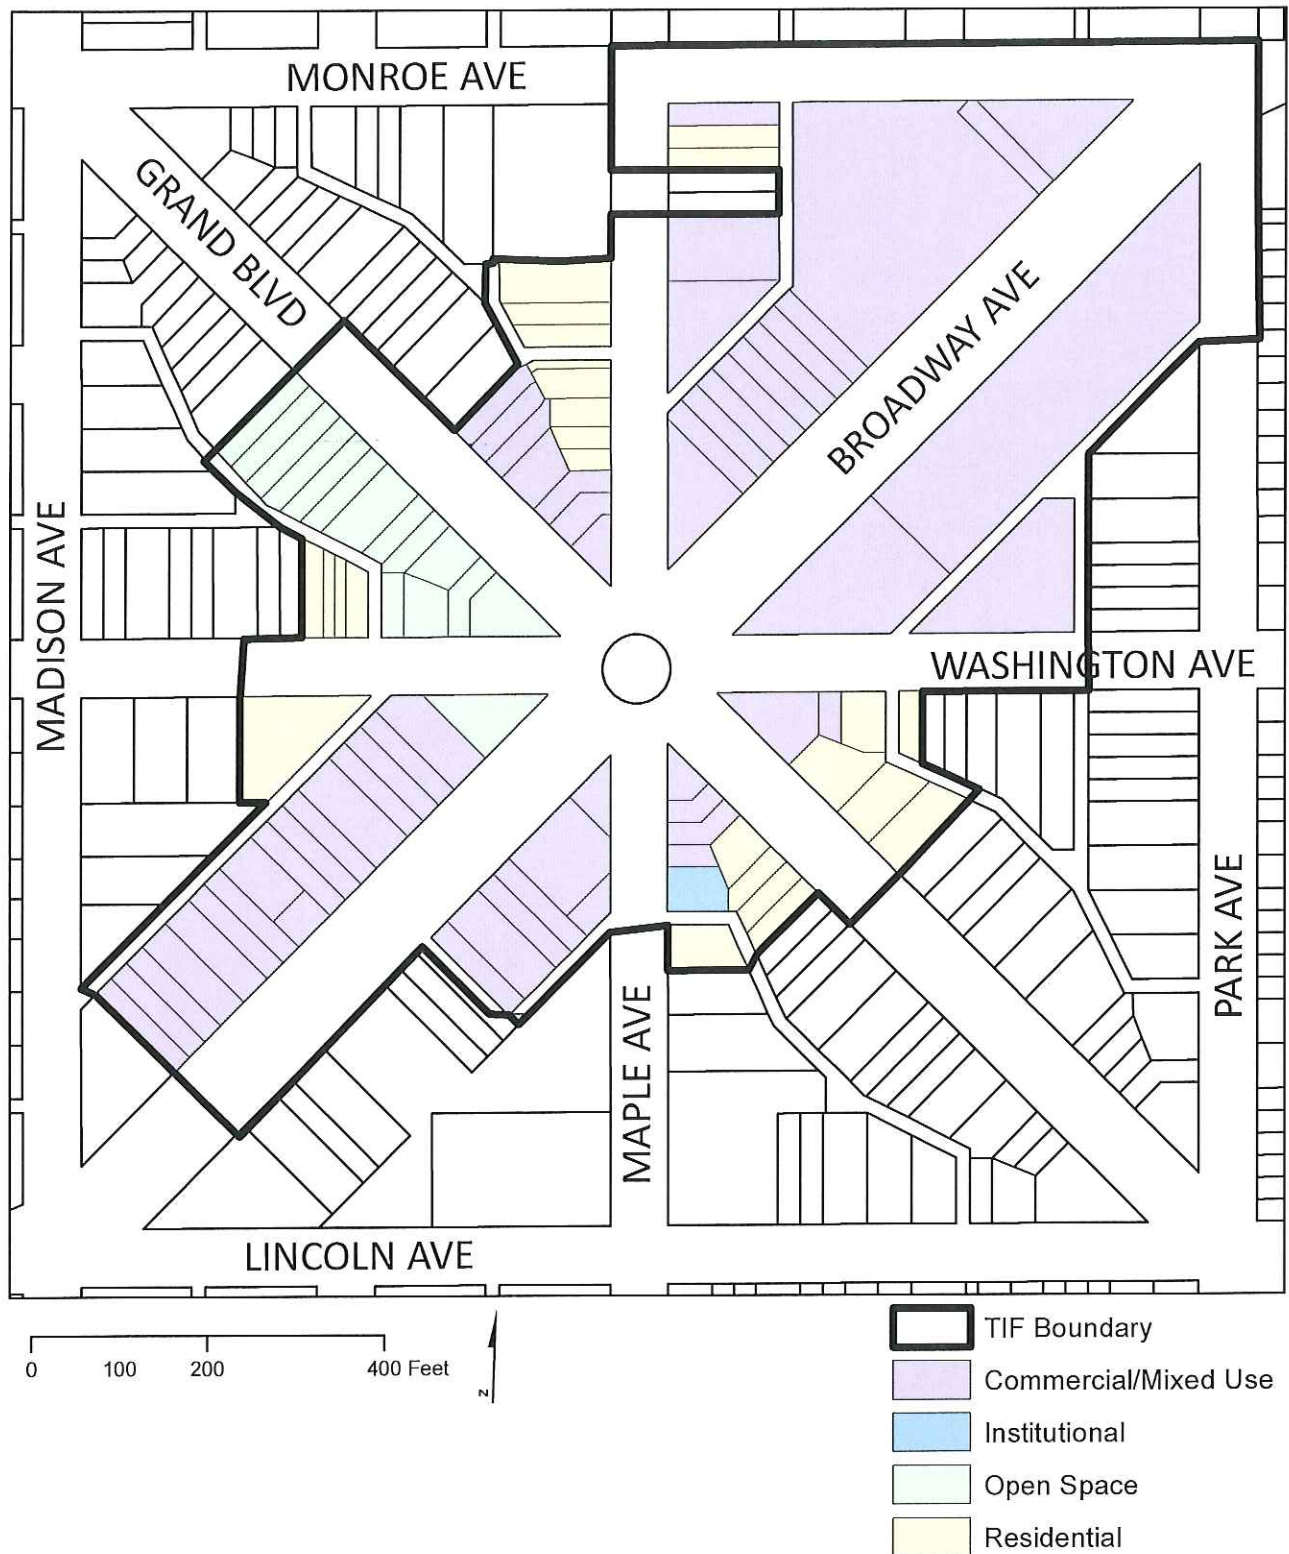 MONROE AVE
GRAND BLVD
BROADWAY AVE
MADISON AVE
WASHINGTON AVE
PARK AVE
MAPLE AVE
LINCOLN AVE
0 100 200 400 Feet
z
TIF Boundary
Commercial/Mixed Use
Institutional
Open Space
Residential